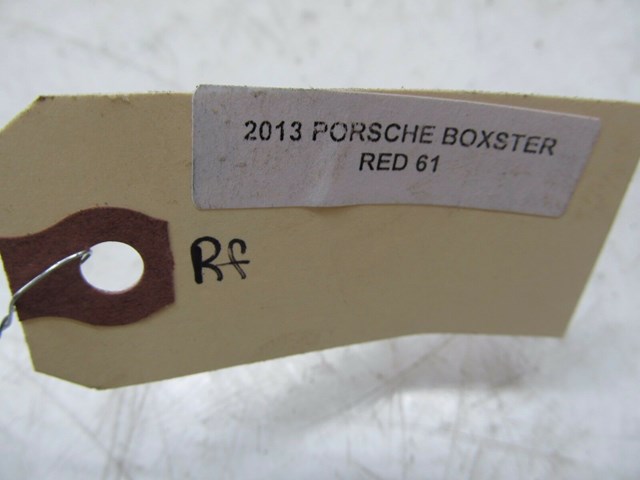 2013 PORSCHE BOXSTER
RED 61
Rf